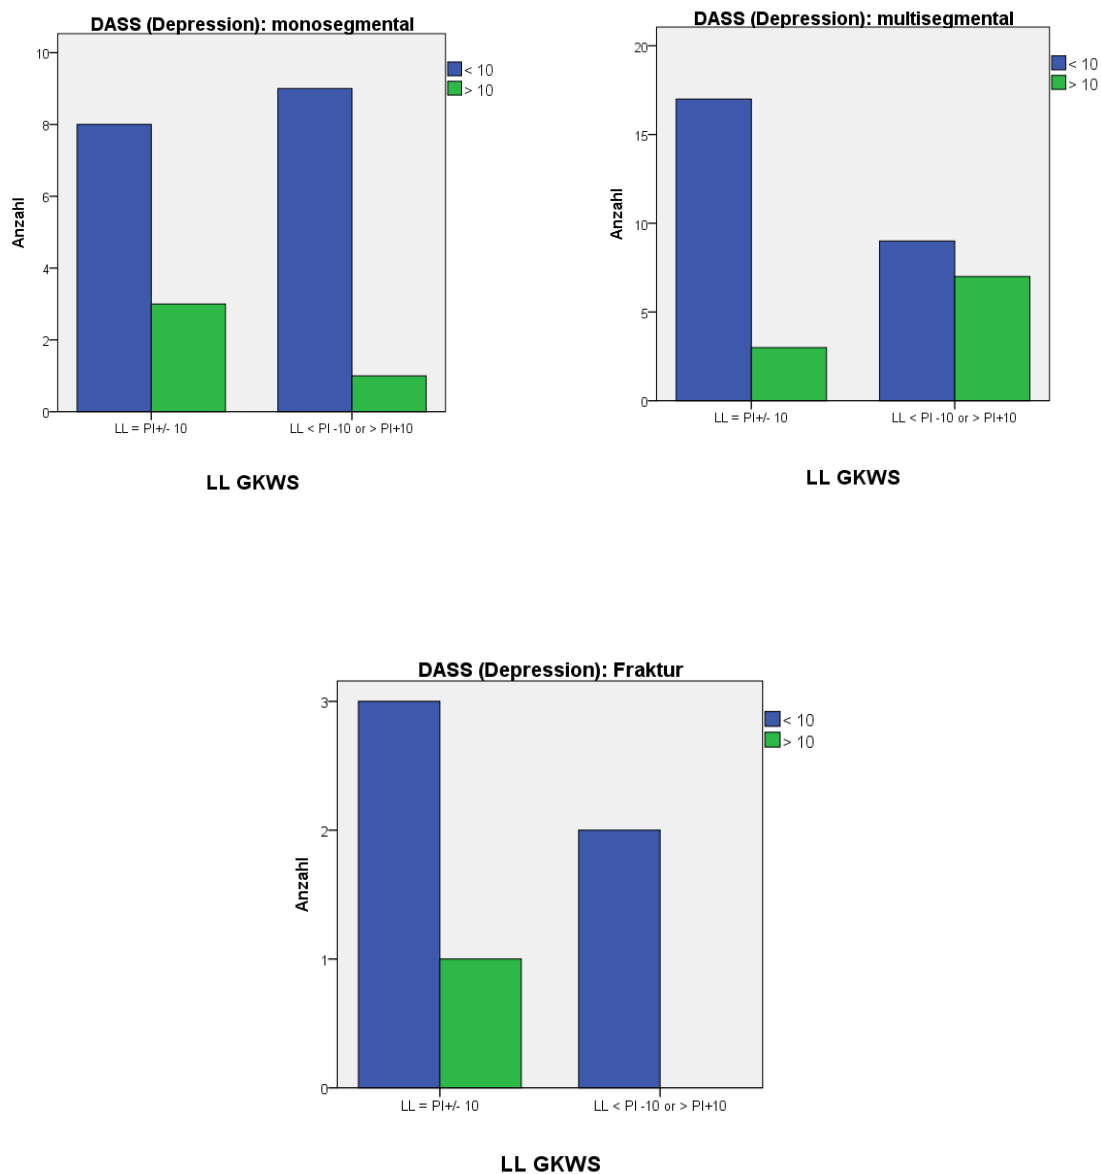 DASS (Depression): monosegmental
10
8
6
4
2
0
Anzahl
LL = PI+/- 10
LL < PI -10 or > PI+10
LL GKWS
< 10
> 10
DASS (Depression): multisegmental
20
15
10
5
0
Anzahl
LL = PI+/- 10
LL < PI -10 or > PI+10
LL GKWS
< 10
> 10
DASS (Depression): Fraktur
3
2
1
0
Anzahl
LL = PI+/- 10
LL < PI -10 or > PI+10
LL GKWS
< 10
> 10